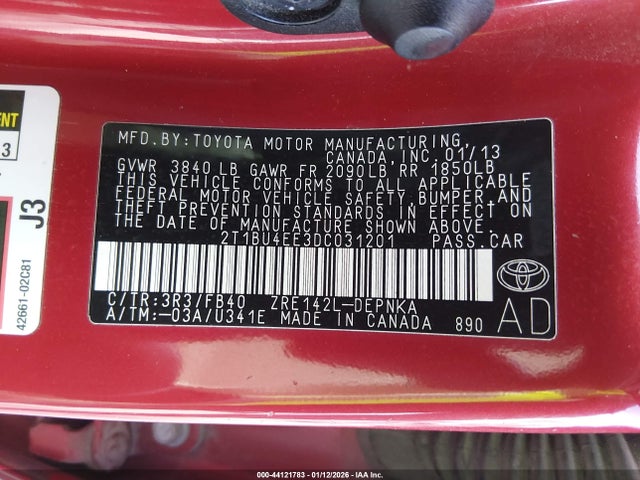 MFD. BY: TOYOTA MOTOR MANUFACTURING,
CANADA, INC. 01/13
GVWR 3840 LB GAWR FR 2090LB RR 1850LB
THIS VEHICLE CONFORMS TO ALL APPLICABLE
FEDERAL MOTOR VEHICLE SAFETY, BUMPER, AND
THEFT PREVENTION STANDARDS IN EFFECT ON
THE DATE OF MANUFACTURE SHOWN ABOVE.
2T1BU4EE3DC031201 PASS. CAR
C/TR: 3R3/FB40 ZRE142L-DEPNKA
A/TM: -03A/U341E MADE IN CANADA 890
AD
TOYOTA
J3
42661-02C81
3
000-44121783 - 01/12/2026 - IAA Inc.